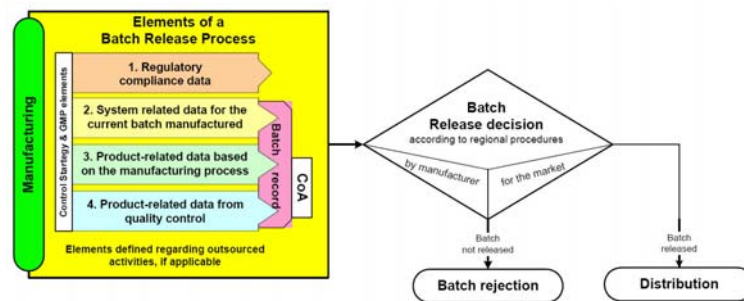 Elements of a
Batch Release Process
Manufacturing
Control Startegy & GMP elements
1. Regulatory
compliance data
2. System related data for the
current batch manufactured
3. Product-related data based
on the manufacturing process
4. Product-related data from
quality control
Batch record
CoA
Elements defined regarding outsourced
activities, if applicable
Batch
Release decision
according to regional procedures
by manufacturer
for the market
Batch
not released
Batch
released
Batch rejection
Distribution